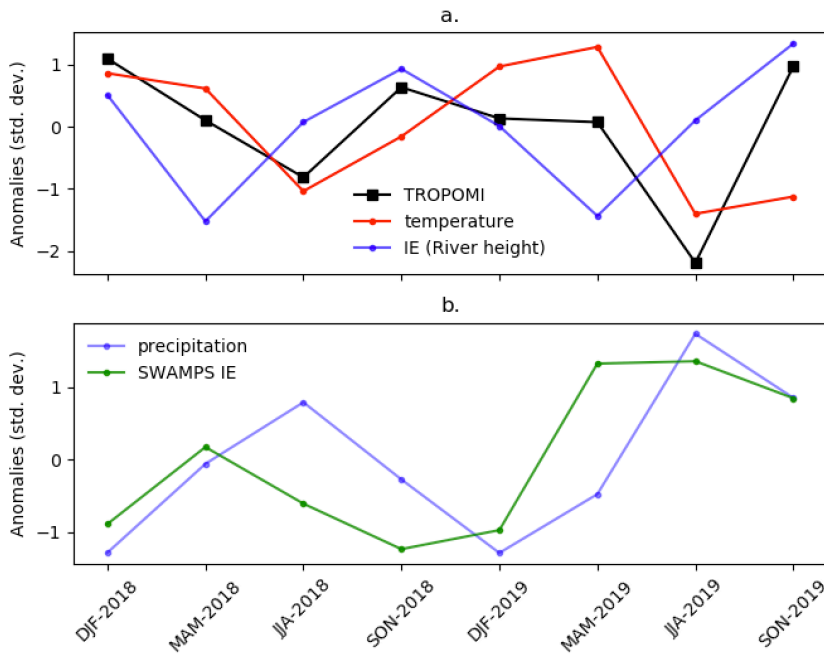 a.
Anomalies (std. dev.)
1
0
−1
−2
TROPOMI
temperature
IE (River height)
b.
Anomalies (std. dev.)
1
0
−1
precipitation
SWAMPS IE
DJF-2018
MAM-2018
JJA-2018
SON-2018
DJF-2019
MAM-2019
JJA-2019
SON-2019